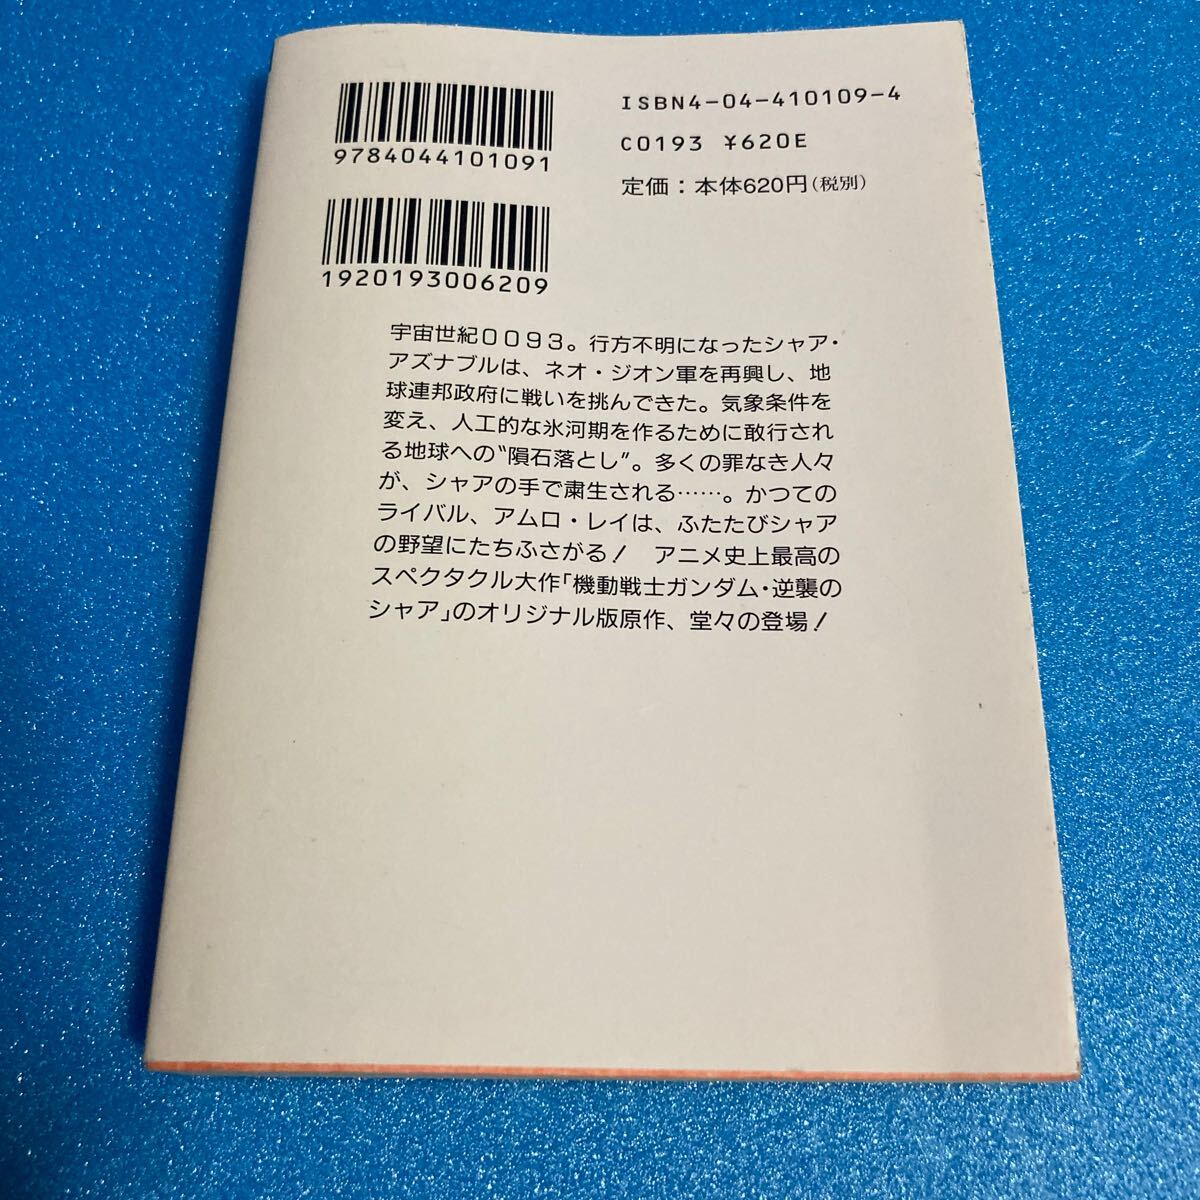 9784044101091
ISBN4-04-410109-4
C0193 ¥620E
定価：本体620円（税別）
1920193006209
宇宙世紀００９３。行方不明になったシャア・
アズナブルは、ネオ・ジオン軍を再興し、地
球連邦政府に戦いを挑んできた。気象条件を
変え、人工的な氷河期を作るために敢行され
る地球への“隕石落とし”。多くの罪なき人々
が、シャアの手で粛生される……。かつての
ライバル、アムロ・レイは、ふたたびシャア
の野望にたちふさがる！　アニメ史上最高の
スペクタクル大作「機動戦士ガンダム・逆襲の
シャア」のオリジナル版原作、堂々の登場！